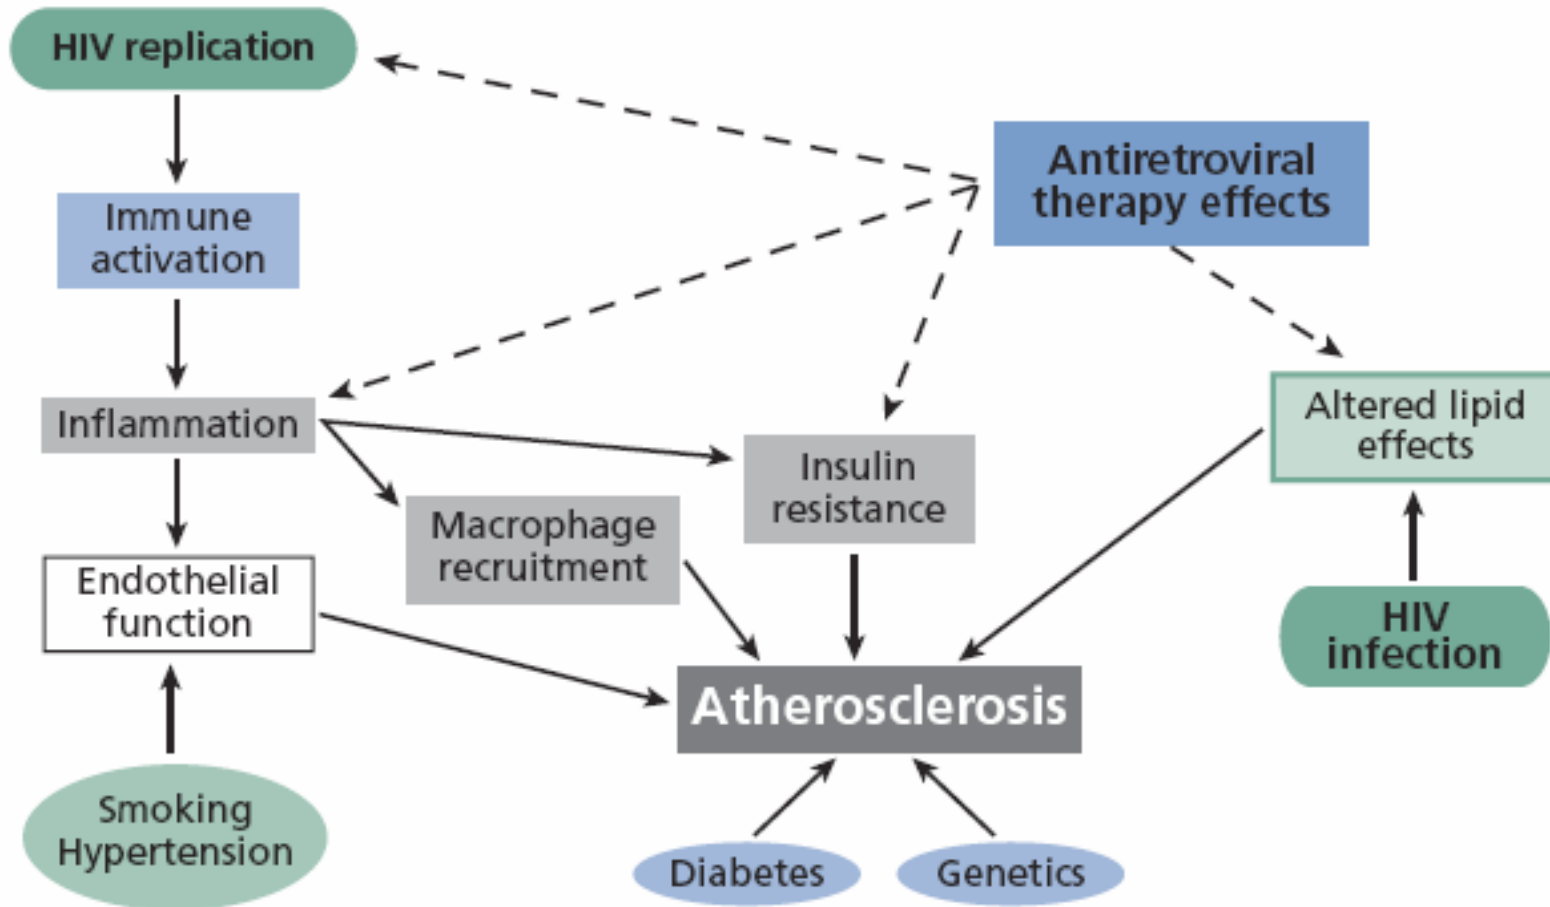 HIV replication
Antiretroviral
therapy effects
Immune
activation
Inflammation
Altered lipid
effects
Insulin
resistance
Macrophage
recruitment
Endothelial
function
HIV
infection
Atherosclerosis
Smoking
Hypertension
Diabetes
Genetics